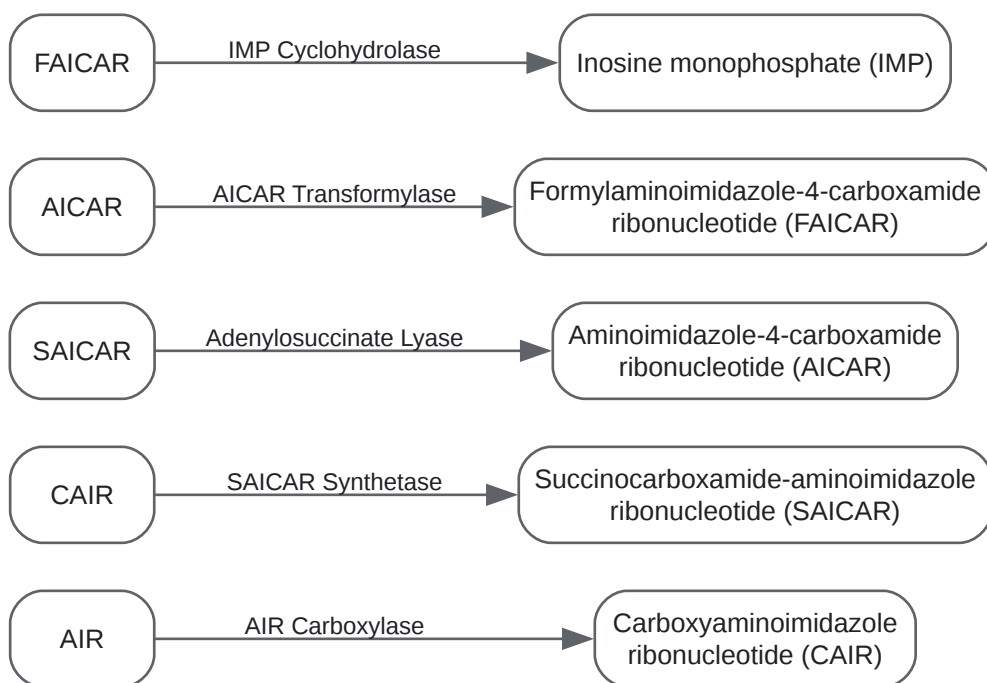 FAICAR
IMP Cyclohydrolase
Inosine monophosphate (IMP)
AICAR
AICAR Transformylase
Formylaminoimidazole-4-carboxamide
ribonucleotide (FAICAR)
SAICAR
Adenylosuccinate Lyase
Aminoimidazole-4-carboxamide
ribonucleotide (AICAR)
CAIR
SAICAR Synthetase
Succinocarboxamide-aminoimidazole
ribonucleotide (SAICAR)
AIR
AIR Carboxylase
Carboxyaminoimidazole
ribonucleotide (CAIR)